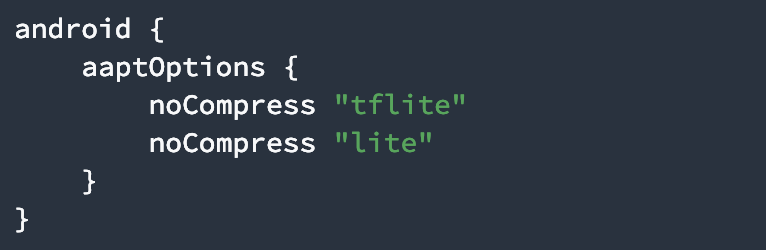 android {
    aaptOptions {
        noCompress "tflite"
        noCompress "lite"
    }
}